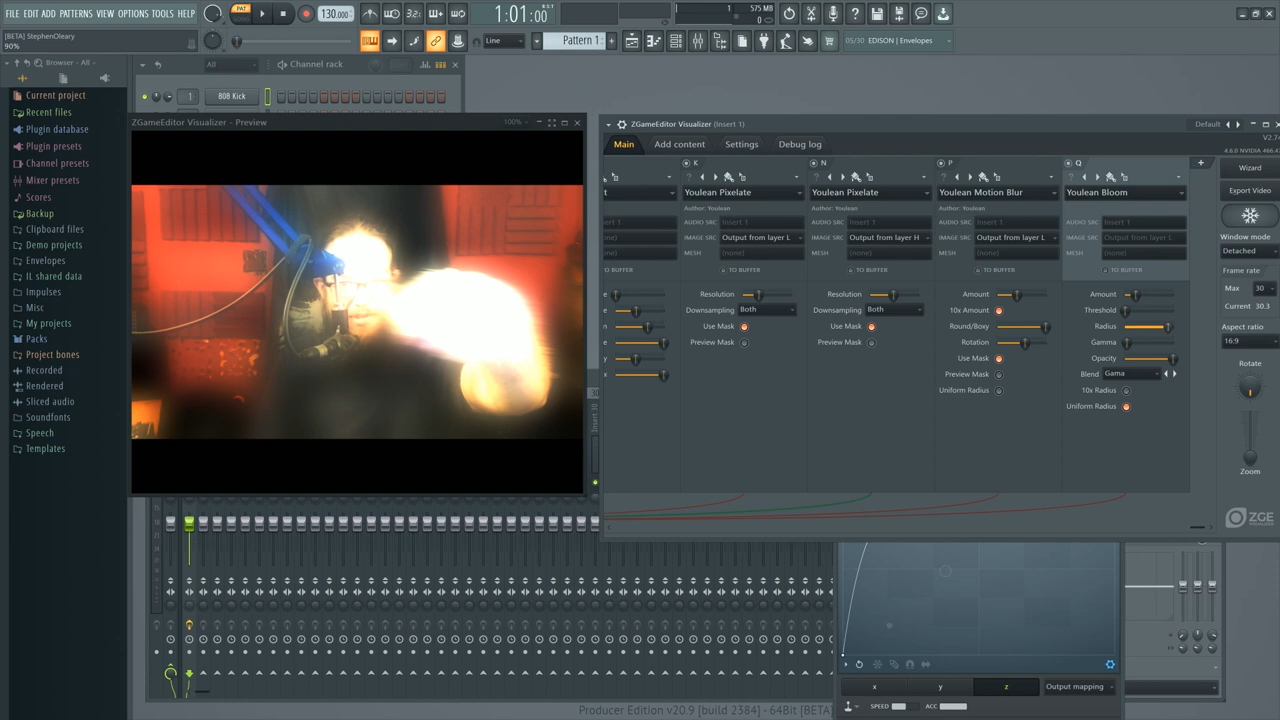 FILE EDIT ADD PATTERNS VIEW OPTIONS TOOLS HELP
PAT
SONG
130.000
3.2
1:01:00
B:S:T
1
575 MB
0
[BETA] StephenOleary
90%
Line
Pattern 1
05/30 EDISON | Envelopes
Browser - All
All
Channel rack
1
808 Kick
Current project
Recent files
Plugin database
Plugin presets
Channel presets
Mixer presets
Scores
Backup
Clipboard files
Demo projects
Envelopes
IL shared data
Impulses
Misc
My projects
Packs
Project bones
Recorded
Rendered
Sliced audio
Soundfonts
Speech
Templates
ZGameEditor Visualizer - Preview
100%
ZGameEditor Visualizer (Insert 1)
Default
Main
Add content
Settings
Debug log
K
N
P
Q
Youlean Pixelate
Youlean Pixelate
Youlean Motion Blur
Youlean Bloom
Author: Youlean
Author: Youlean
Author: Youlean
Author: Youlean
AUDIO SRC Insert 1
AUDIO SRC Insert 1
AUDIO SRC Insert 1
AUDIO SRC Insert 1
IMAGE SRC Output from layer L
IMAGE SRC Output from layer H
IMAGE SRC Output from layer L
IMAGE SRC Output from layer L
MESH (none)
MESH (none)
MESH (none)
MESH (none)
TO BUFFER
TO BUFFER
TO BUFFER
TO BUFFER
Resolution
Downsampling Both
Use Mask
Preview Mask
Resolution
Downsampling Both
Use Mask
Preview Mask
Amount
10x Amount
Round/Boxy
Rotation
Use Mask
Preview Mask
Uniform Radius
Amount
Threshold
Radius
Gamma
Opacity
Blend Gama
10x Radius
Uniform Radius
Wizard
Export Video
Window mode
Detached
Frame rate
Max 30
Current 30.3
Aspect ratio
16:9
Rotate
Zoom
ZGE
Insert 30
x
y
z
Output mapping
SPEED
ACC
Producer Edition v20.9 [build 2384] - 64Bit [BETA]